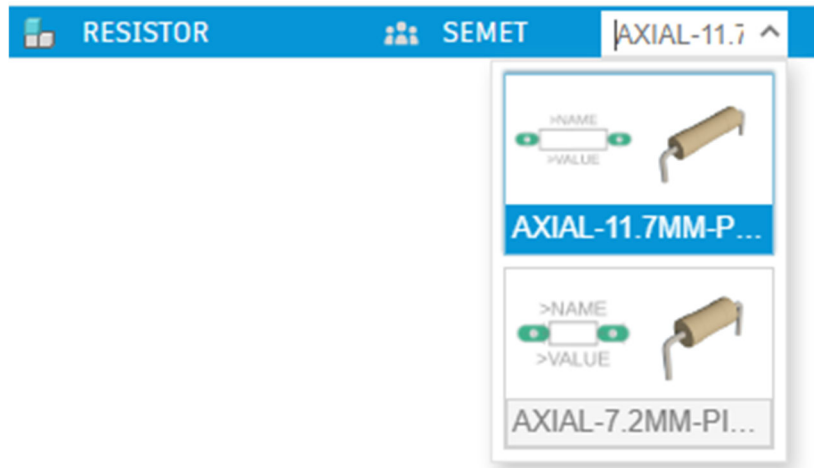 RESISTOR SEMET AXIAL-11.7
>NAME
>VALUE
AXIAL-11.7MM-P...
>NAME
>VALUE
AXIAL-7.2MM-PI...